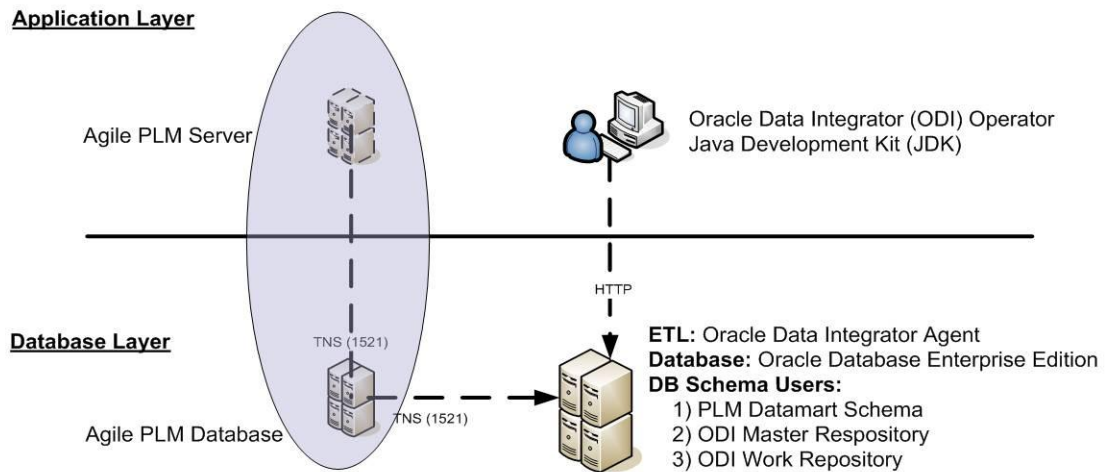 Application Layer
Agile PLM Server
Oracle Data Integrator (ODI) Operator
Java Development Kit (JDK)
HTTP
Database Layer
TNS (1521)
TNS (1521)
Agile PLM Database
ETL: Oracle Data Integrator Agent
Database: Oracle Database Enterprise Edition
DB Schema Users:
1) PLM Datamart Schema
2) ODI Master Respository
3) ODI Work Repository